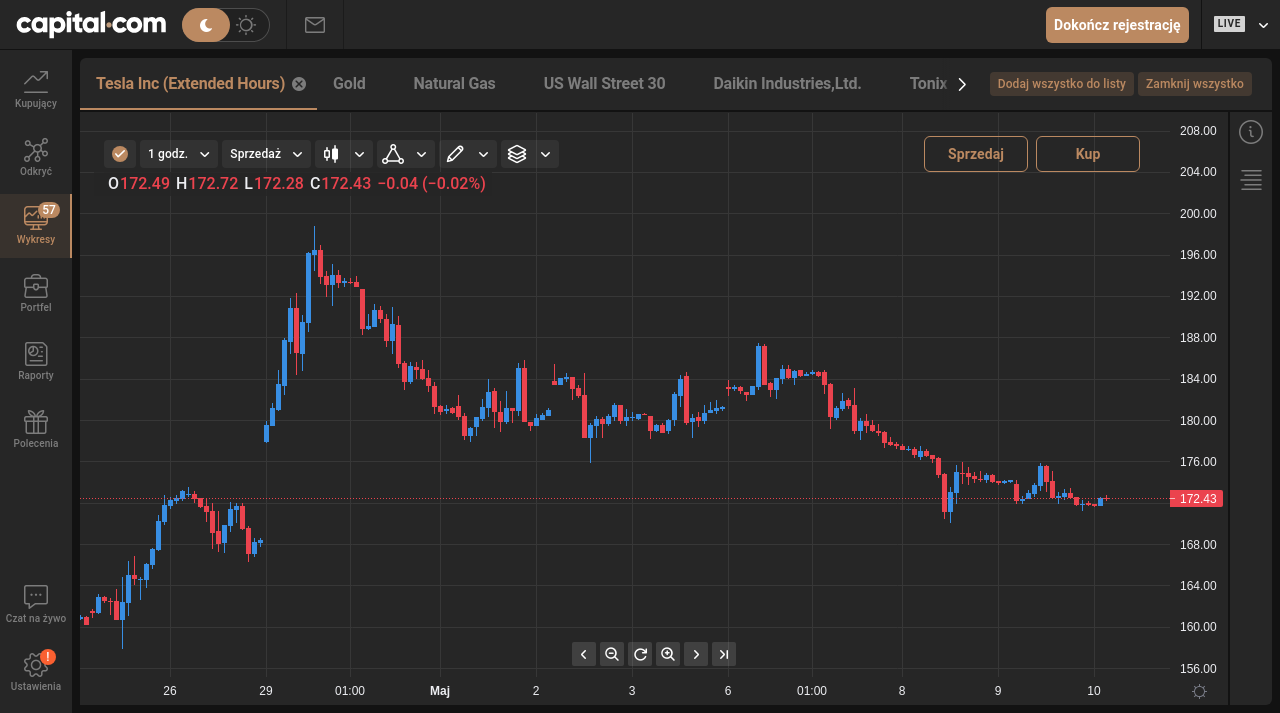 capital.com
Dokończ rejestrację
LIVE
Kupujący
Odkryć
57
Wykresy
Portfel
Raporty
Polecenia
Czat na żywo
!
Ustawienia
Tesla Inc (Extended Hours) Gold Natural Gas US Wall Street 30 Daikin Industries,Ltd. Tonix
Dodaj wszystko do listy Zamknij wszystko
1 godz. Sprzedaż
Sprzedaj Kup
O172.49 H172.72 L172.28 C172.43 −0.04 (−0.02%)
208.00
204.00
200.00
196.00
192.00
188.00
184.00
180.00
176.00
172.43
168.00
164.00
160.00
156.00
26 29 01:00 Maj 2 3 6 01:00 8 9 10